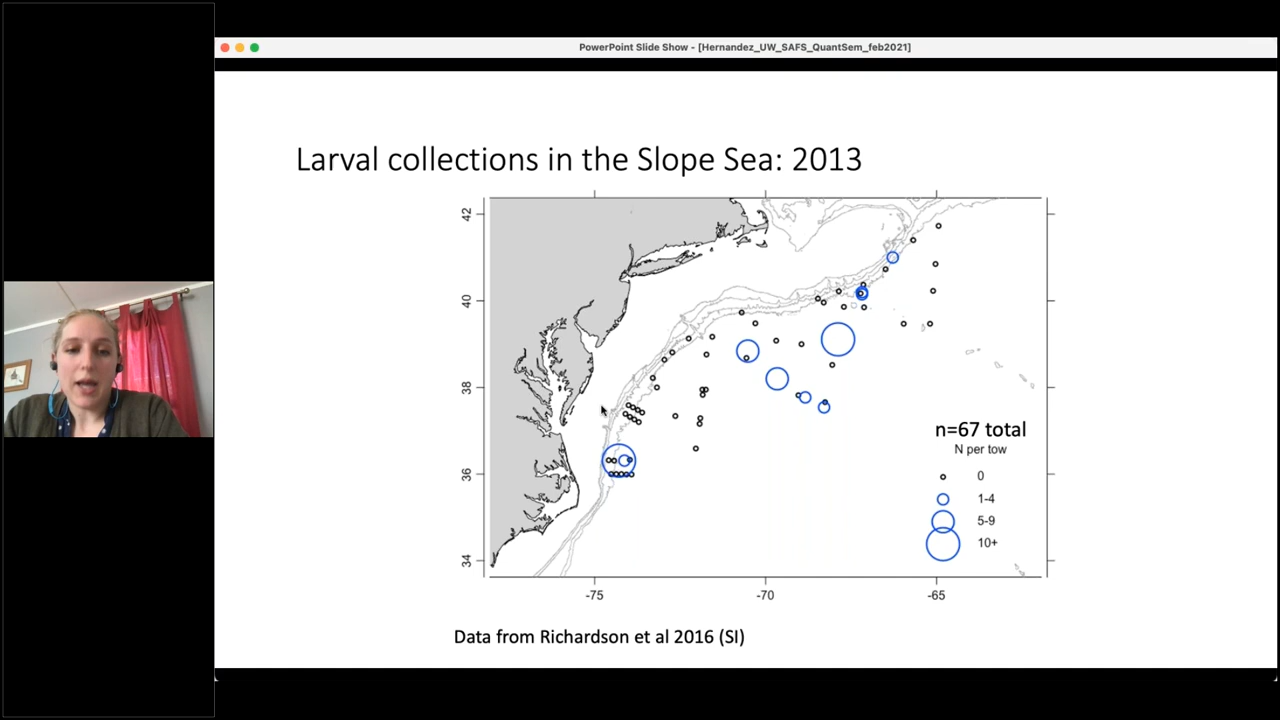 PowerPoint Slide Show - [Hernandez_UW_SAFS_QuantSem_feb2021]
Larval collections in the Slope Sea: 2013
42
40
38
36
34
n=67 total
N per tow
0
1-4
5-9
10+
-75
-70
-65
Data from Richardson et al 2016 (SI)